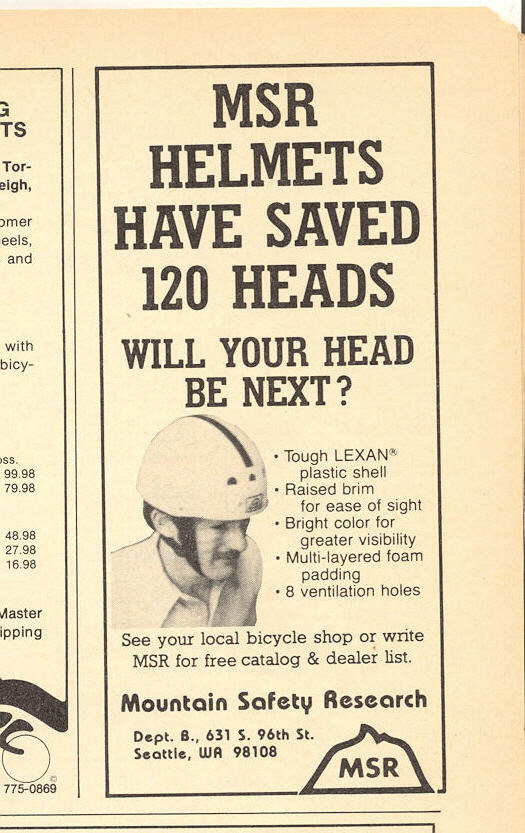 G
TS
Tor-
eigh,
omer
eels,
and
with
bicy-
oss.
99.98
79.98
48.98
27.98
16.98
Master
ipping
©
775-0869
MSR
HELMETS
HAVE SAVED
120 HEADS
WILL YOUR HEAD
BE NEXT?
• Tough LEXAN®
plastic shell
• Raised brim
for ease of sight
• Bright color for
greater visibility
• Multi-layered foam
padding
• 8 ventilation holes
See your local bicycle shop or write
MSR for free catalog & dealer list.
Mountain Safety Research
Dept. B., 631 S. 96th St.
Seattle, WA 98108
MSR